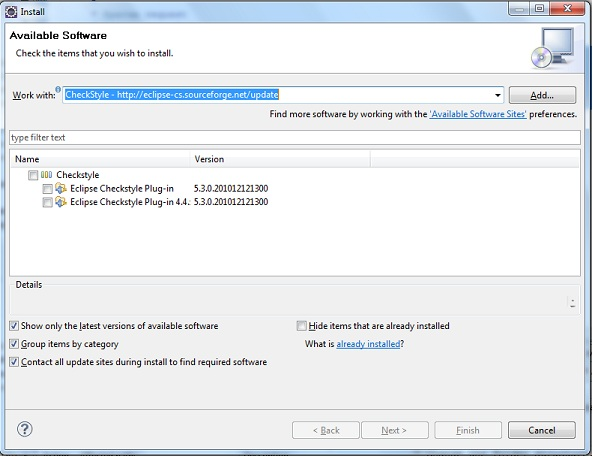 Install
Available Software
Check the items that you wish to install.
Work with: CheckStyle - http://eclipse-cs.sourceforge.net/update Add...
Find more software by working with the 'Available Software Sites' preferences.
type filter text
Name Version
Checkstyle
Eclipse Checkstyle Plug-in 5.3.0.201012121300
Eclipse Checkstyle Plug-in 4.4. 5.3.0.201012121300
Details
Show only the latest versions of available software Hide items that are already installed
Group items by category What is already installed?
Contact all update sites during install to find required software
? < Back Next > Finish Cancel